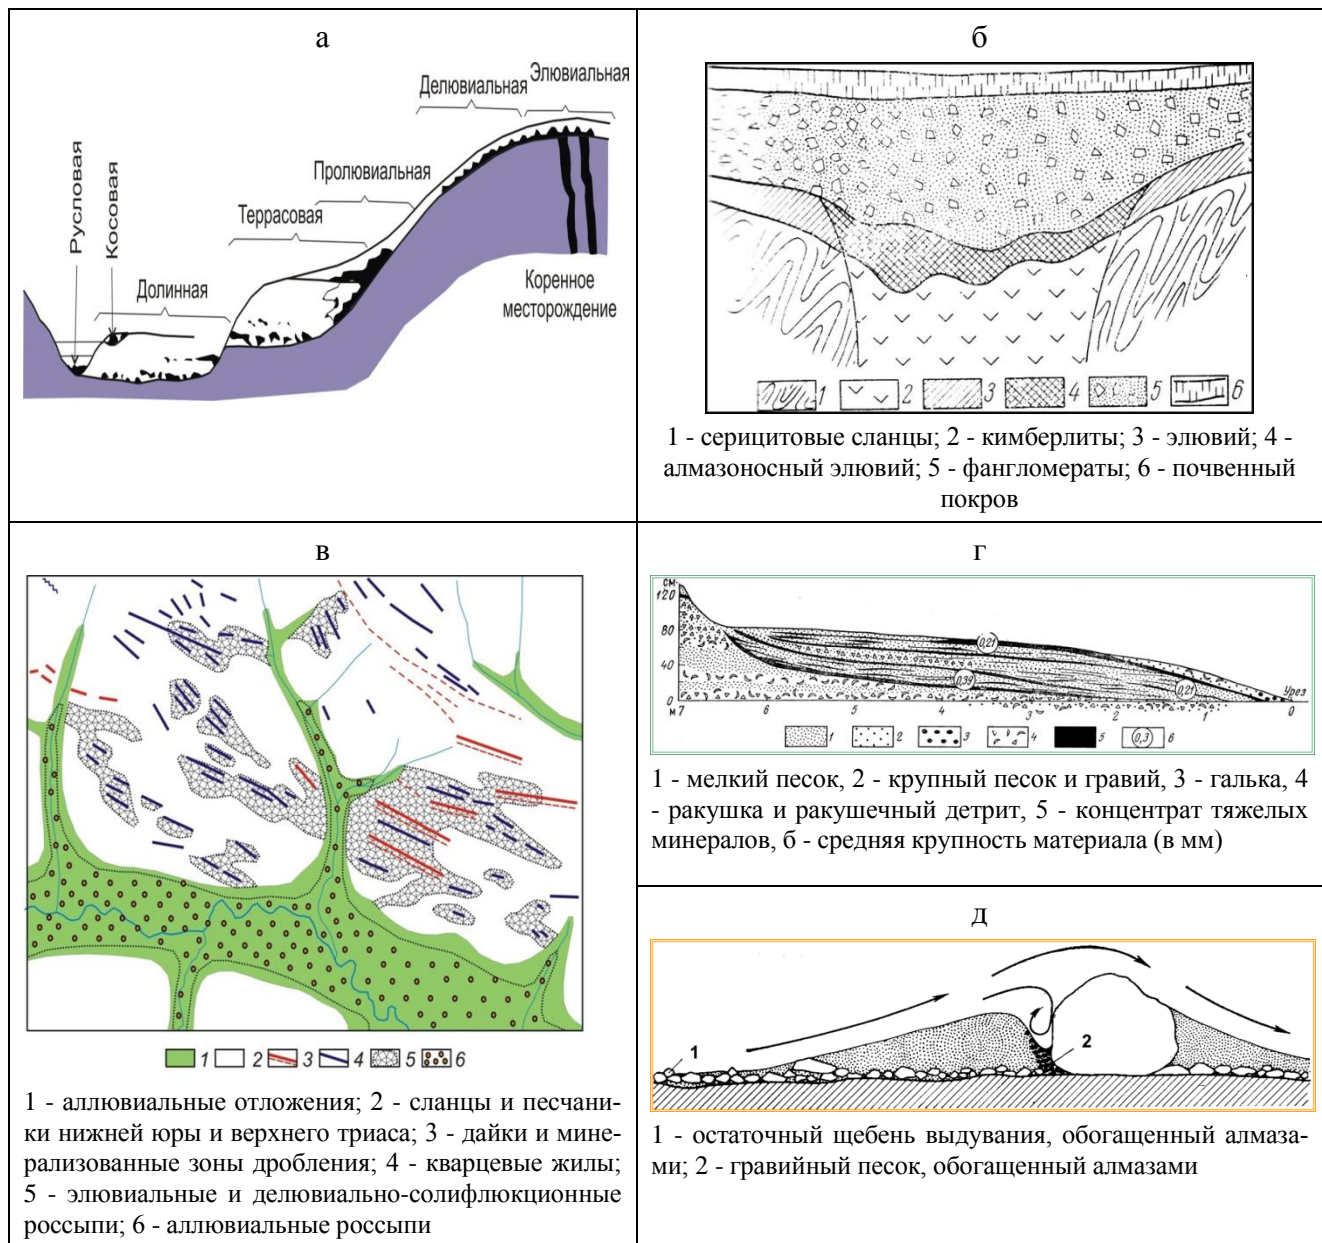 а
Элювиальная
Делювиальная
Пролювиальная
Террасовая
Русловая
Косовая
Долинная
Коренное
месторождение
б
1 2 3 4 5 6
1 - серицитовые сланцы; 2 - кимберлиты; 3 - элювий; 4 -
алмазоносный элювий; 5 - фангломераты; 6 - почвенный
покров
в
1 2 3 4 5 6
1 - аллювиальные отложения; 2 - сланцы и песчани-
ки нижней юры и верхнего триаса; 3 - дайки и мине-
рализованные зоны дробления; 4 - кварцевые жилы;
5 - элювиальные и делювиально-солифлюкционные
россыпи; 6 - аллювиальные россыпи
г
см
120
80
40
0
0,21
0,39
0,21
Урез
м 7 6 5 4 3 2 1 0
1 2 3 4 5 0,3 6
1 - мелкий песок, 2 - крупный песок и гравий, 3 - галька, 4
- ракушка и ракушечный детрит, 5 - концентрат тяжелых
минералов, б - средняя крупность материала (в мм)
д
1
2
1 - остаточный щебень выдувания, обогащенный алмаза-
ми; 2 - гравийный песок, обогащенный алмазами